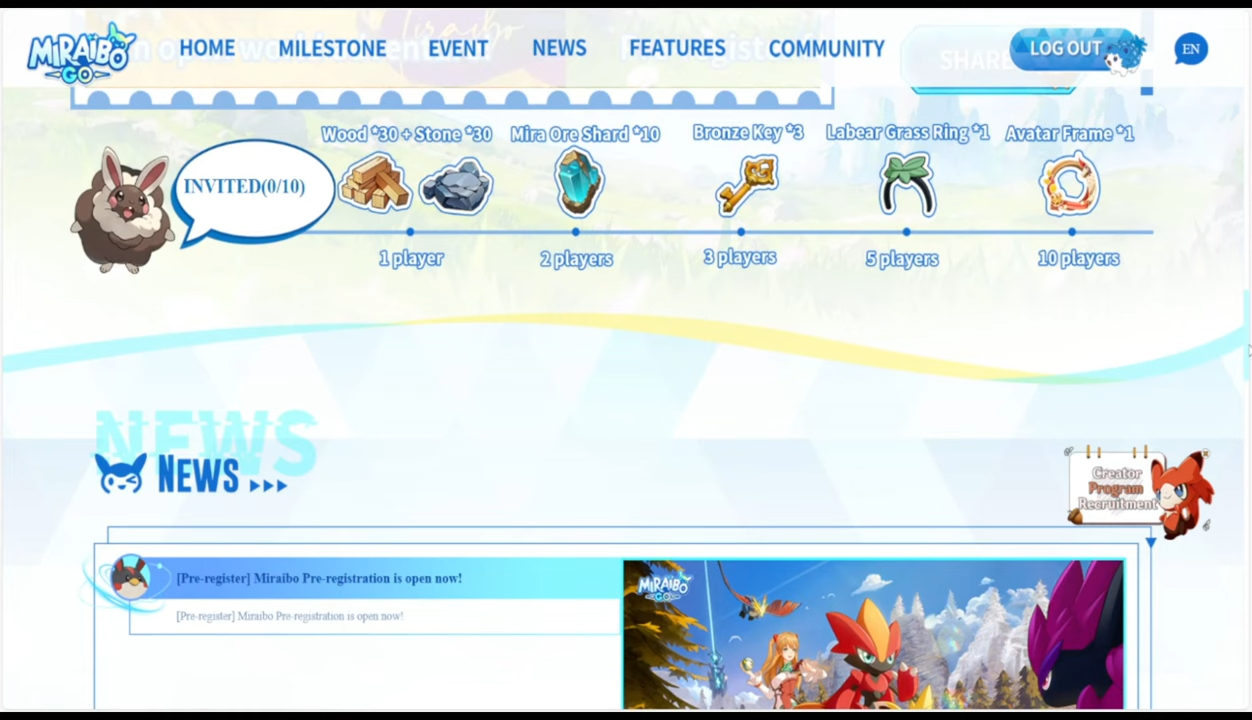 MIRAIBO GO
HOME MILESTONE EVENT NEWS FEATURES COMMUNITY
SHARE
LOG OUT
EN
Wood *30 + Stone *30 Mira Ore Shard *10 Bronze Key *3 Labear Grass Ring *1 Avatar Frame *1
INVITED(0/10)
1 player 2 players 3 players 5 players 10 players
NEWS
NEWS
Creator
Program
Recruitment
[Pre-register] Miraibo Pre-registration is open now!
[Pre-register] Miraibo Pre-registration is open now!
MIRAIBO GO